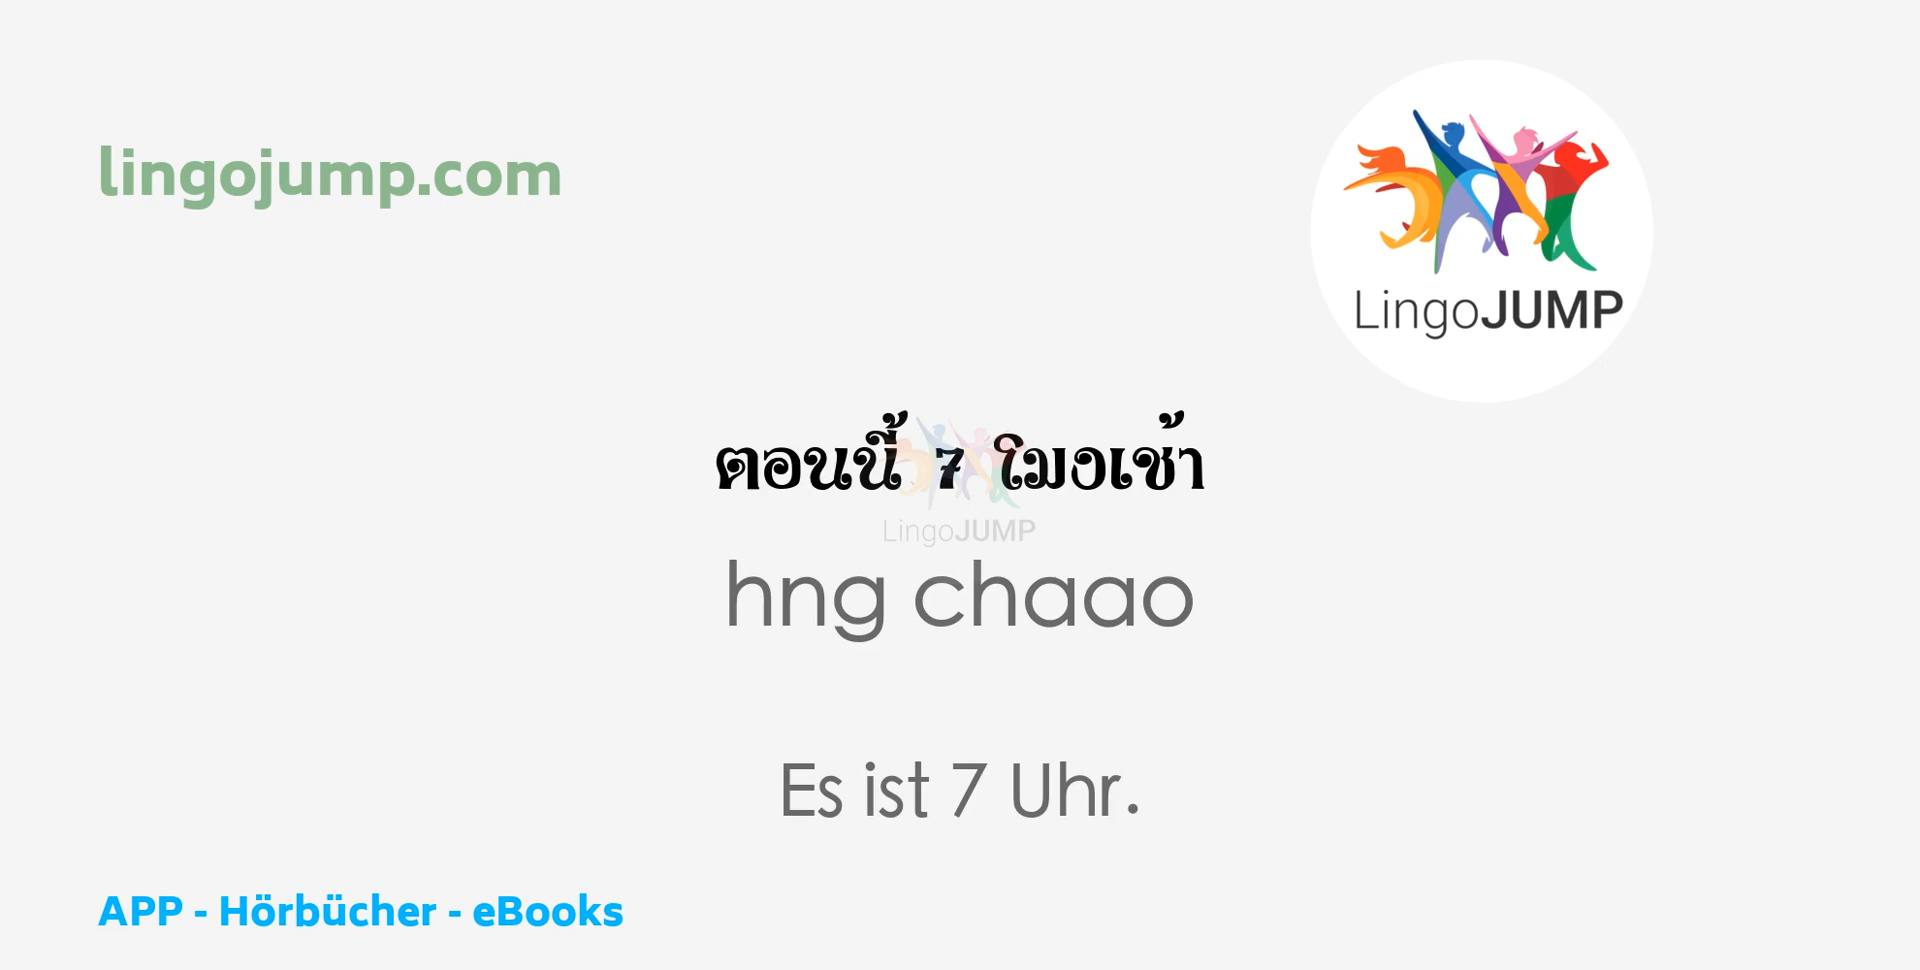 lingojump.com
LingoJUMP
ตอนนี้ 7 โมงเช้า
LingoJUMP
hng chaao
Es ist 7 Uhr.
APP - Hörbücher - eBooks